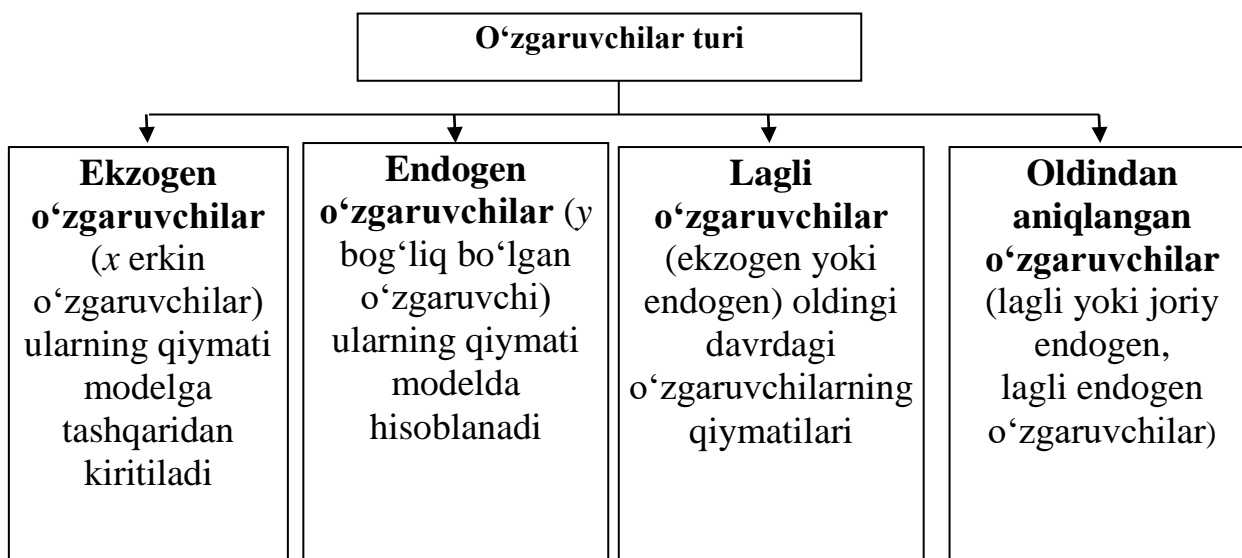 O‘zgaruvchilar turi
Ekzogen
o‘zgaruvchilar
(x erkin
o‘zgaruvchilar)
ularning qiymati
modelga
tashqaridan
kiritiladi
Endogen
o‘zgaruvchilar (y
bog‘liq bo‘lgan
o‘zgaruvchi)
ularning qiymati
modelda
hisoblanadi
Lagli
o‘zgaruvchilar
(ekzogen yoki
endogen) oldingi
davrdagi
o‘zgaruvchilarning
qiymatilari
Oldindan
aniqlangan
o‘zgaruvchilar
(lagli yoki joriy
endogen,
lagli endogen
o‘zgaruvchilar)